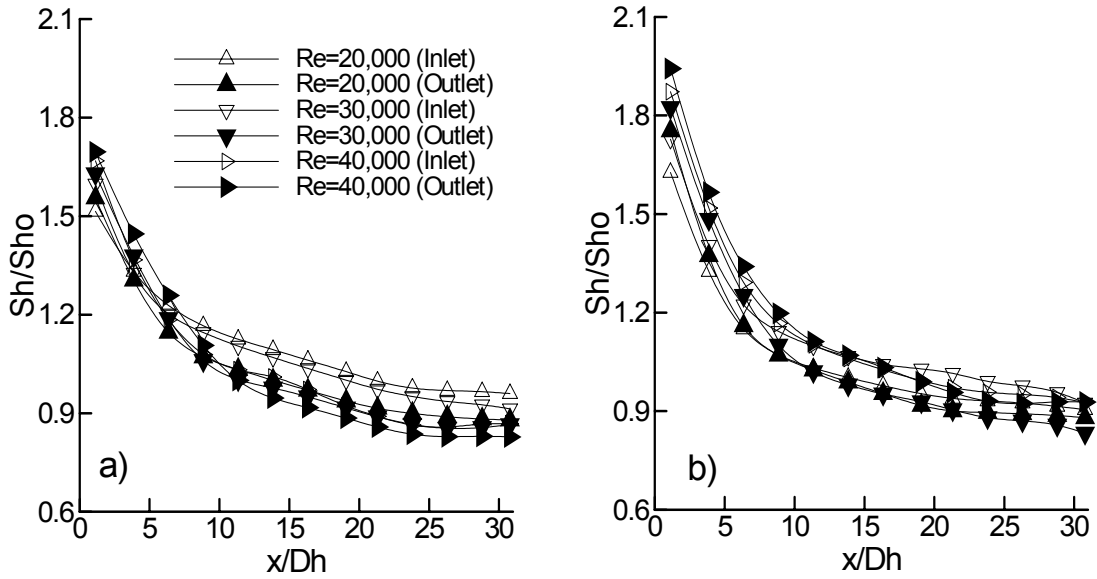 2.1
1.8
1.5
1.2
0.9
0.6
Sh/Sho
Re=20,000 (Inlet)
Re=20,000 (Outlet)
Re=30,000 (Inlet)
Re=30,000 (Outlet)
Re=40,000 (Inlet)
Re=40,000 (Outlet)
a)
0 5 10 15 20 25 30
x/Dh
2.1
1.8
1.5
1.2
0.9
0.6
Sh/Sho
b)
0 5 10 15 20 25 30
x/Dh